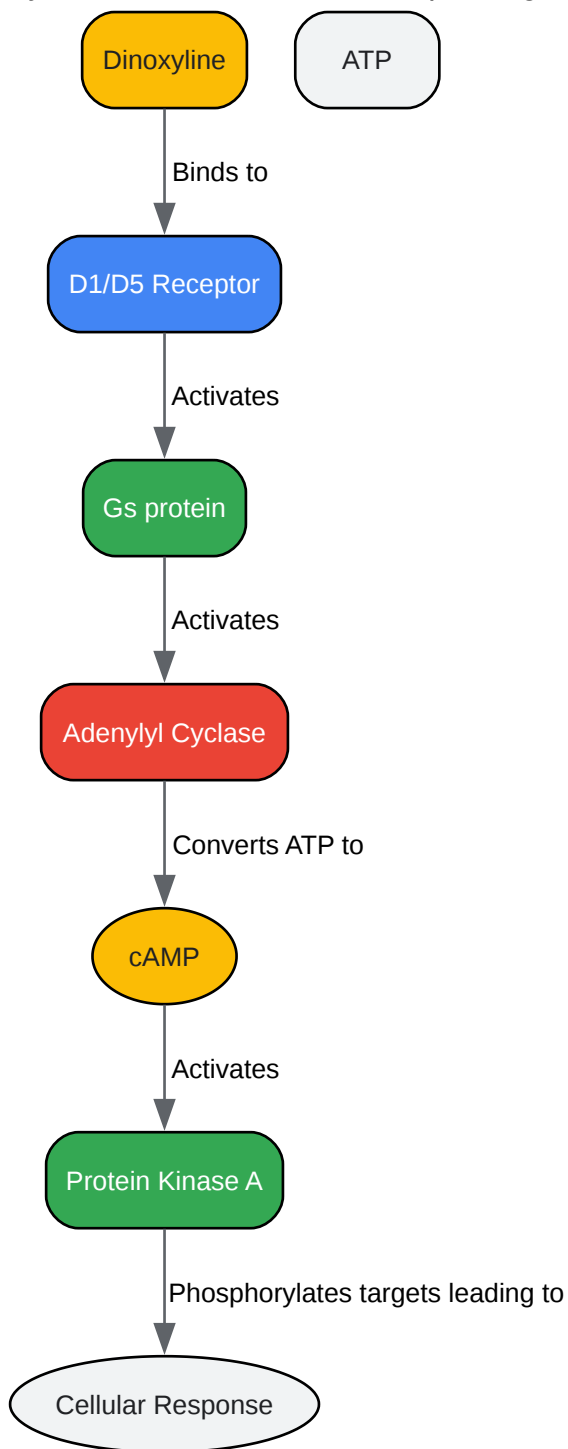 Dinoxyline
ATP
Binds to
D1/D5 Receptor
Activates
Gs protein
Activates
Adenylyl Cyclase
Converts ATP to
cAMP
Activates
Protein Kinase A
Phosphorylates targets leading to
Cellular Response